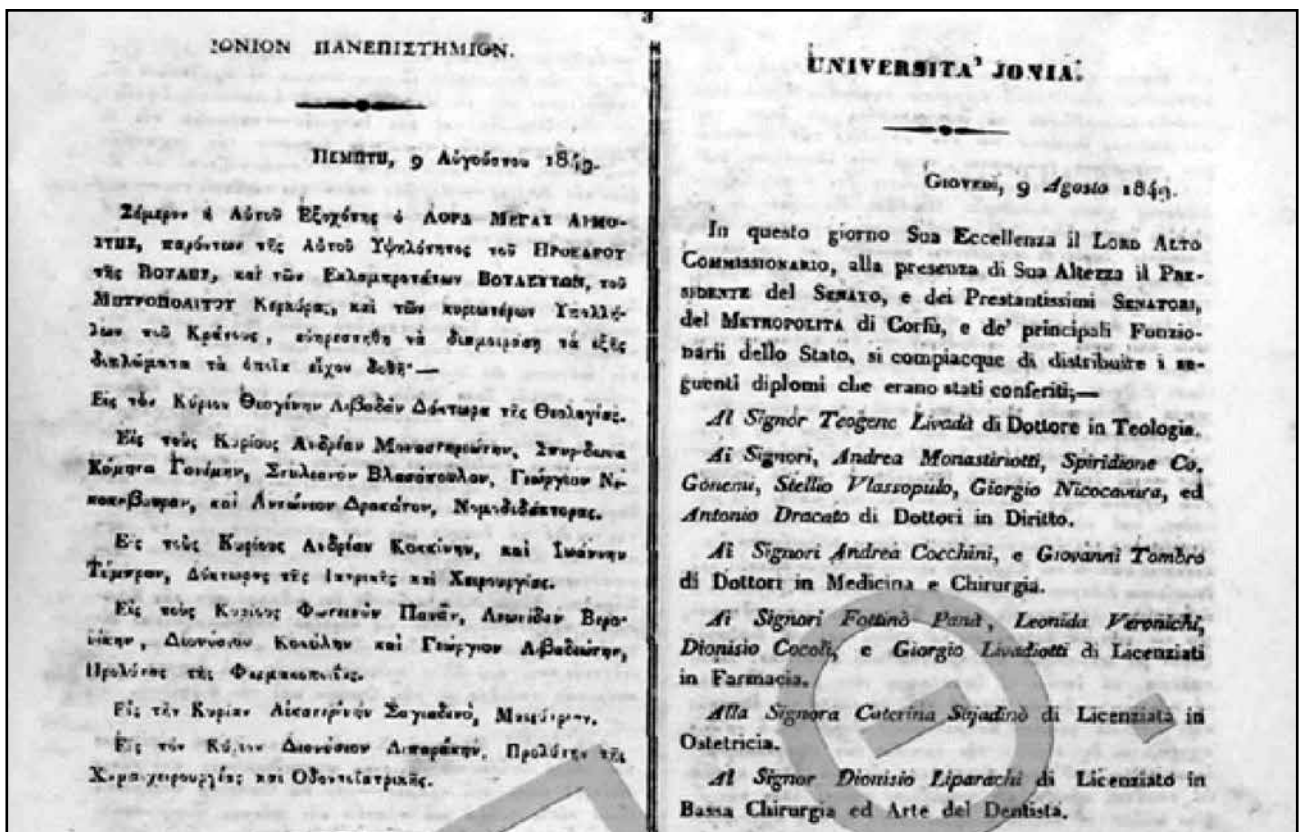 3
ΙΟΝΙΟΝ ΠΑΝΕΠΙΣΤΗΜΙΟΝ.
ΠΕΜΠΤΗ, 9 Αὐγούστου 1849.
Σήμερον ἡ Αὐτοῦ Ἐξοχότης ὁ ΛΟΡΔ ΜΕΓΑΣ ΑΡΜΟ-
ΣΤΗΣ, παρόντων τῆς Αὐτοῦ Ὑψηλότητος τοῦ ΠΡΟΕΔΡΟΥ
τῆς ΒΟΥΛΗΣ, καὶ τῶν Ἐκλαμπροτάτων ΒΟΥΛΕΥΤΩΝ, τοῦ
ΜΗΤΡΟΠΟΛΙΤΟΥ Κερκύρας, καὶ τῶν κυριωτέρων Ὑπαλλή-
λων τοῦ Κράτους, εὐηρεστήθη νὰ διαμοιράσῃ τὰ ἑξῆς
διπλώματα τὰ ὁποῖα εἶχον δοθῆ·—
Εἰς τὸν Κύριον Θεογένην Λιβαδᾶν Δόκτωρα τῆς Θεολογίας.
Εἰς τοὺς Κυρίους Ἀνδρέαν Μοναστηριώτην, Σπυρίδωνα
Κόμητα Γονέμην, Στυλιανὸν Βλασόπουλον, Γεώργιον Νι-
κοκάβουραν, καὶ Ἀντώνιον Δρακάτον, Νομοδιδάκτορας.
Εἰς τοὺς Κυρίους Ἀνδρέαν Κοκκίνην, καὶ Ἰωάννην
Τόμπρον, Δόκτωρας τῆς Ἰατρικῆς καὶ Χειρουργίας.
Εἰς τοὺς Κυρίους Φωτεινὸν Πανᾶν, Λεωνίδαν Βερο-
νίκην, Διονύσιον Κοκόλην καὶ Γεώργιον Λιβαδιώτην,
Προλύτας τῆς Φαρμακοποιίας.
Εἰς τὴν Κυρίαν Αἰκατερίνην Σαγιαδινὸ, Μαιεύτριαν.
Εἰς τὸν Κύριον Διονύσιον Λιπαράκην, Προλύτην τῆς
καὶ Ὀδοντιατρικῆς.
UNIVERSITA' JONIA.
GIOVEDÌ, 9 Agosto 1849.
In questo giorno Sua Eccellenza il LORD ALTO
COMMISSIONARIO, alla presenza di Sua Altezza il PRE-
SIDENTE del SENATO, e dei Prestantissimi SENATORI,
del METROPOLITA di Corfù, e de' principali Funzio-
narii dello Stato, si compiacque di distribuire i se-
guenti diplomi che erano stati conferiti;—
Al Signor Teogene Livadà di Dottore in Teologia.
Ai Signori, Andrea Monastiriotti, Spiridione Co.
Gonemi, Stellio Vlassopulo, Giorgio Nicocavura, ed
Antonio Dracato di Dottori in Diritto.
Ai Signori Andrea Cocchini, e Giovanni Tombro
di Dottori in Medicina e Chirurgia.
Ai Signori Fottinò Panà, Leonida Veronichi,
Dionisio Cocoli, e Giorgio Livadiotti di Licenziati
in Farmacia.
Alla Signora Caterina Sajadinò di Licenziata in
Ostetricia.
Al Signor Dionisio Liparachi di Licenziato in
Bassa Chirurgia ed Arte del Dentista.